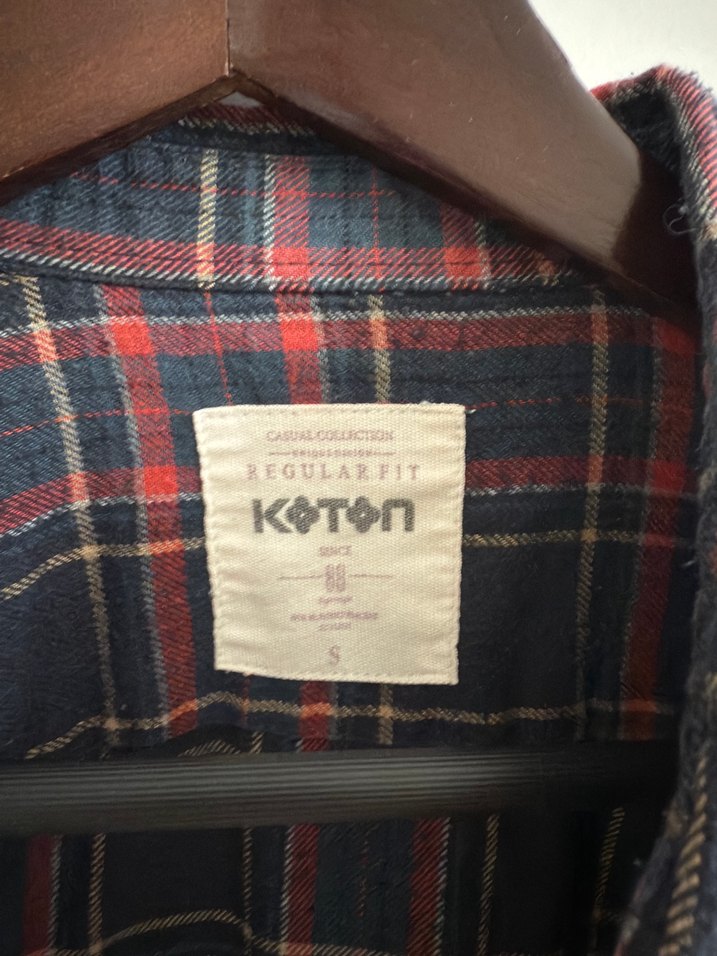 CASUAL COLLECTION
REGULAR FIT
KOTON
SINCE
88
S